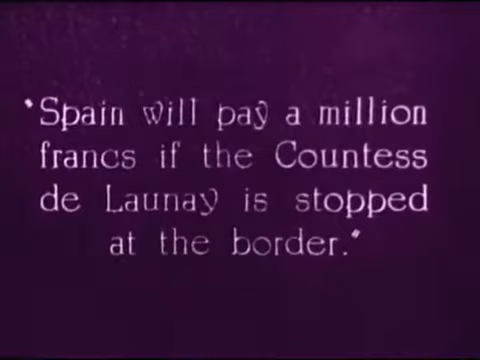 "Spain will pay a million
francs if the Countess
de Launay is stopped
at the border."